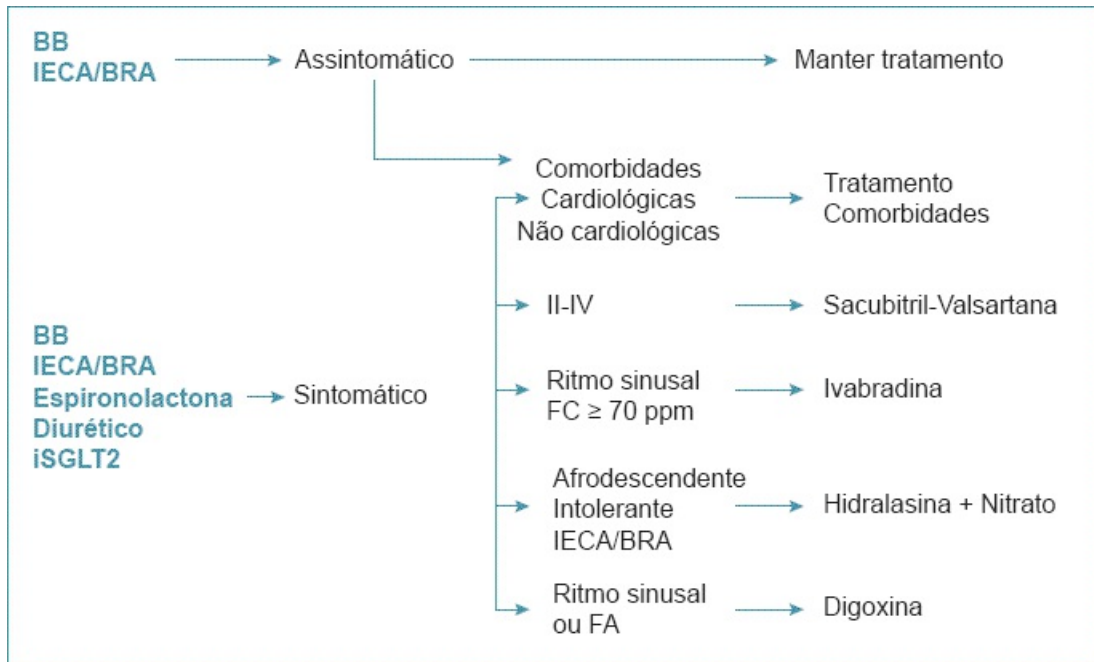 BB
IECA/BRA
Assintomático
Manter tratamento
Comorbidades
Cardiológicas
Não cardiológicas
Tratamento
Comorbidades
BB
IECA/BRA
Espironolactona
Diurético
iSGLT2
Sintomático
II-IV
Sacubitril-Valsartana
Ritmo sinusal
FC ≥ 70 ppm
Ivabradina
Afrodescendente
Intolerante
IECA/BRA
Hidralasina + Nitrato
Ritmo sinusal
ou FA
Digoxina